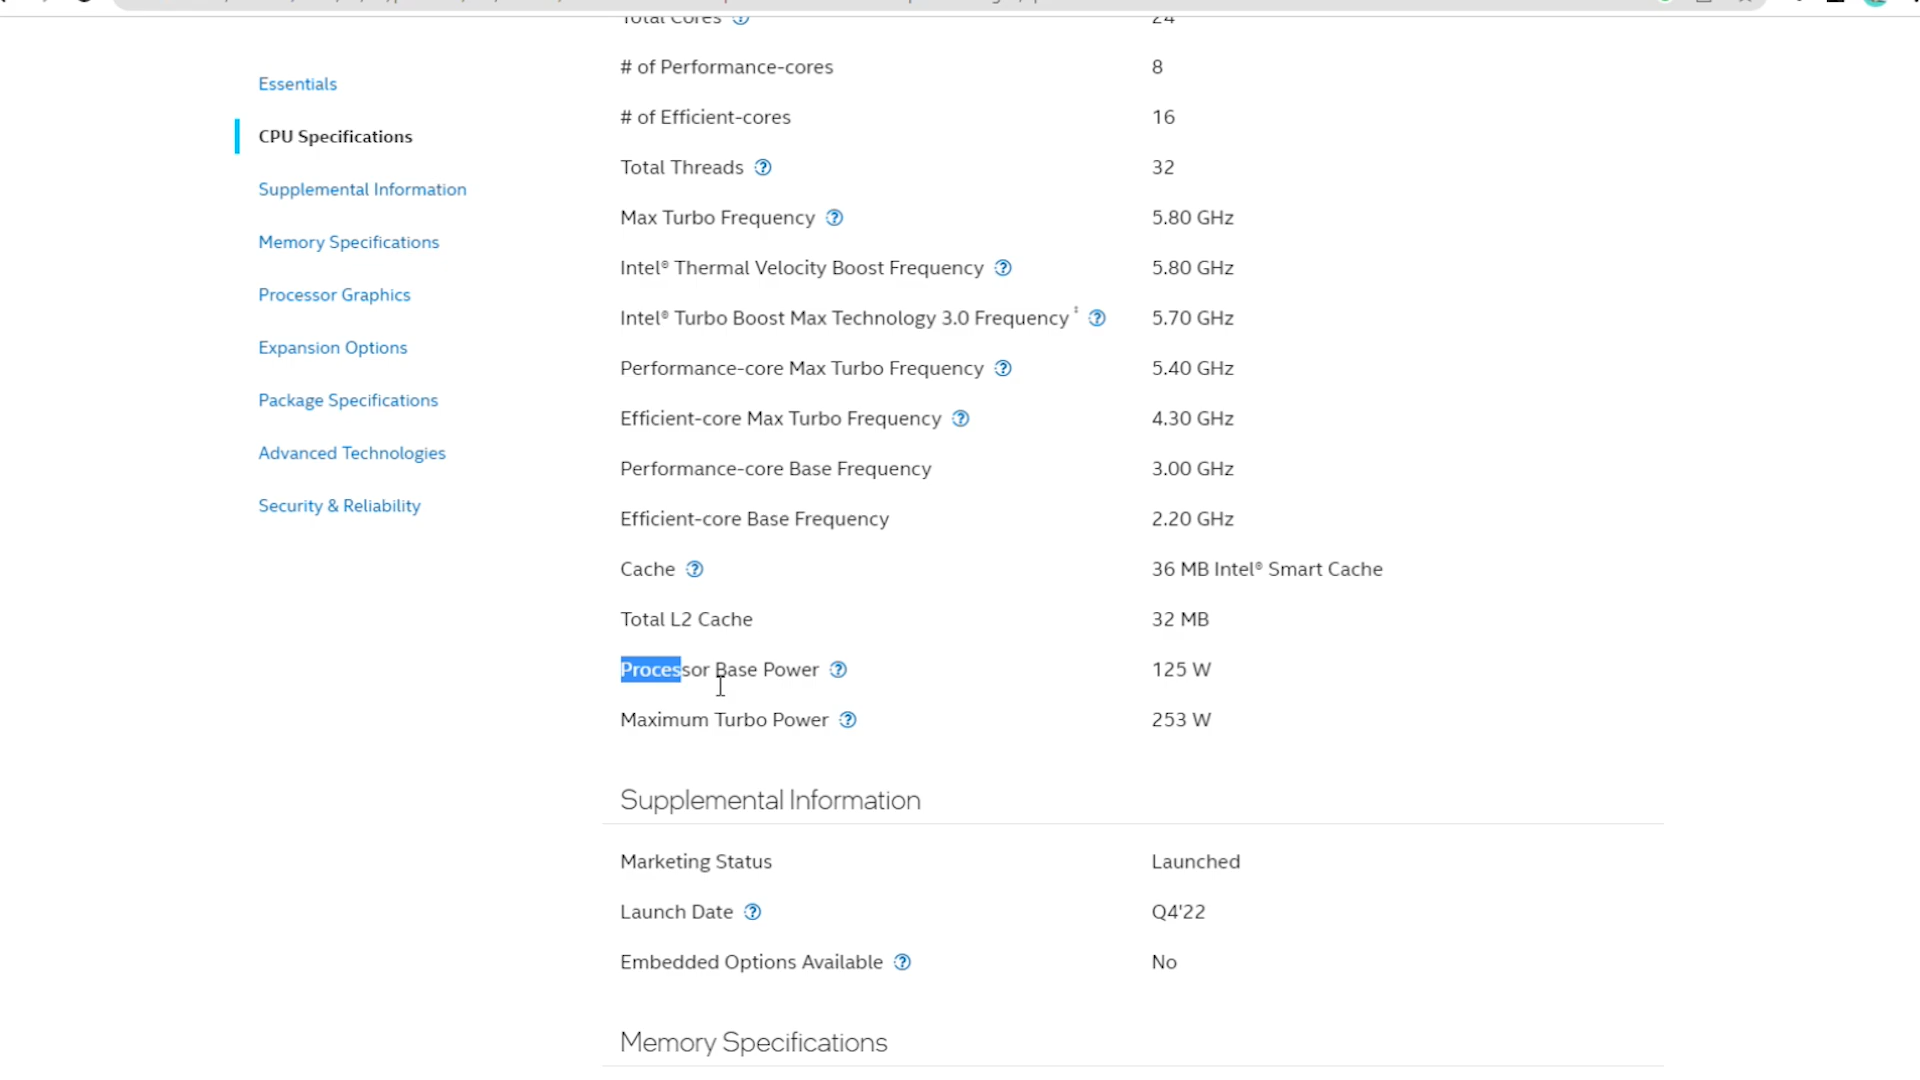 Essentials
CPU Specifications
Supplemental Information
Memory Specifications
Processor Graphics
Expansion Options
Package Specifications
Advanced Technologies
Security & Reliability
Total Cores 24
# of Performance-cores 8
# of Efficient-cores 16
Total Threads 32
Max Turbo Frequency 5.80 GHz
Intel® Thermal Velocity Boost Frequency 5.80 GHz
Intel® Turbo Boost Max Technology 3.0 Frequency ‡ 5.70 GHz
Performance-core Max Turbo Frequency 5.40 GHz
Efficient-core Max Turbo Frequency 4.30 GHz
Performance-core Base Frequency 3.00 GHz
Efficient-core Base Frequency 2.20 GHz
Cache 36 MB Intel® Smart Cache
Total L2 Cache 32 MB
Processor Base Power 125 W
Maximum Turbo Power 253 W
Supplemental Information
Marketing Status Launched
Launch Date Q4'22
Embedded Options Available No
Memory Specifications